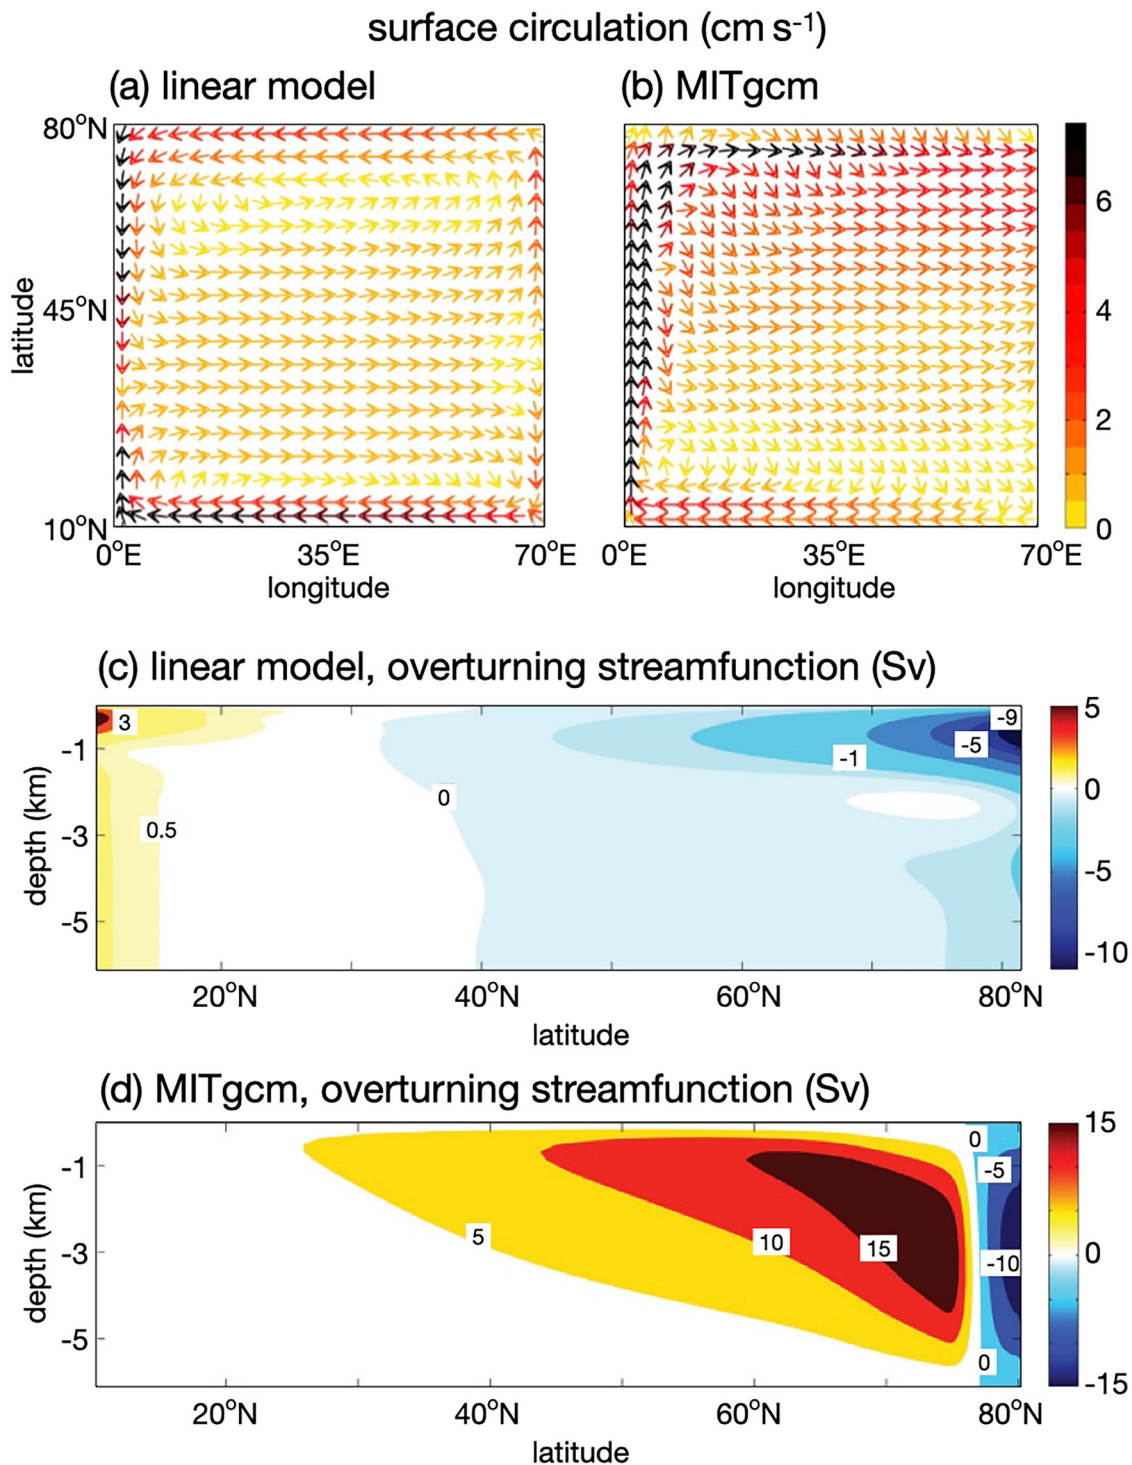 surface circulation (cm s-1)
(a) linear model (b) MITgcm
80°N
6
45°N
4
latitude
2
10°N
0
0°E 35°E 70°E 0°E 35°E 70°E
longitude longitude
(c) linear model, overturning streamfunction (Sv)
3 -9 5
-1 -5
-1
0 0
0.5
-3
-5
-5
-10
depth (km)
20°N 40°N 60°N 80°N
latitude
(d) MITgcm, overturning streamfunction (Sv)
0 15
-1 -5
5 10 15
-3 -10 0
-5
0 -15
depth (km)
20°N 40°N 60°N 80°N
latitude